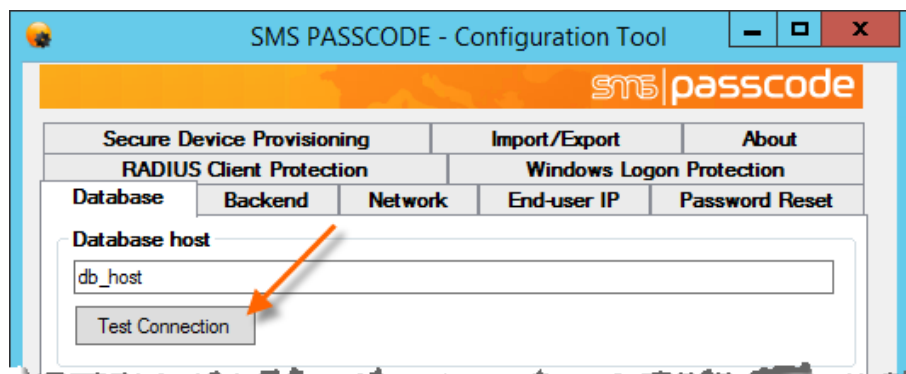 SMS PASSCODE - Configuration Tool
sms|passcode
Secure Device Provisioning Import/Export About
RADIUS Client Protection Windows Logon Protection
Database Backend Network End-user IP Password Reset
Database host
db_host
Test Connection